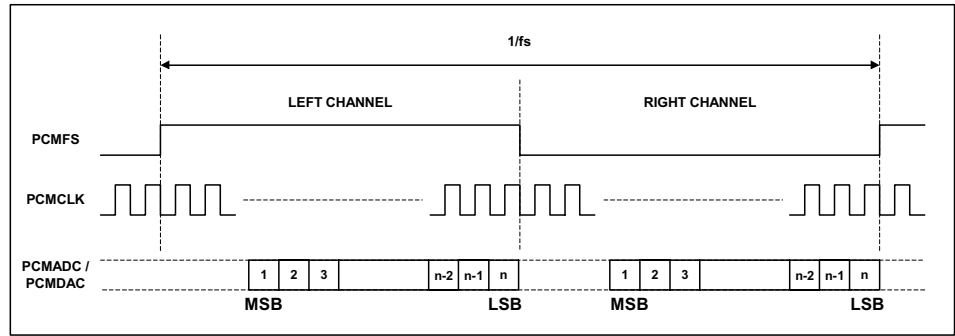 1/fs
LEFT CHANNEL RIGHT CHANNEL
PCMFS
PCMCLK
PCMADC /
PCMDAC
1 2 3 n-2 n-1 n 1 2 3 n-2 n-1 n
MSB LSB MSB LSB